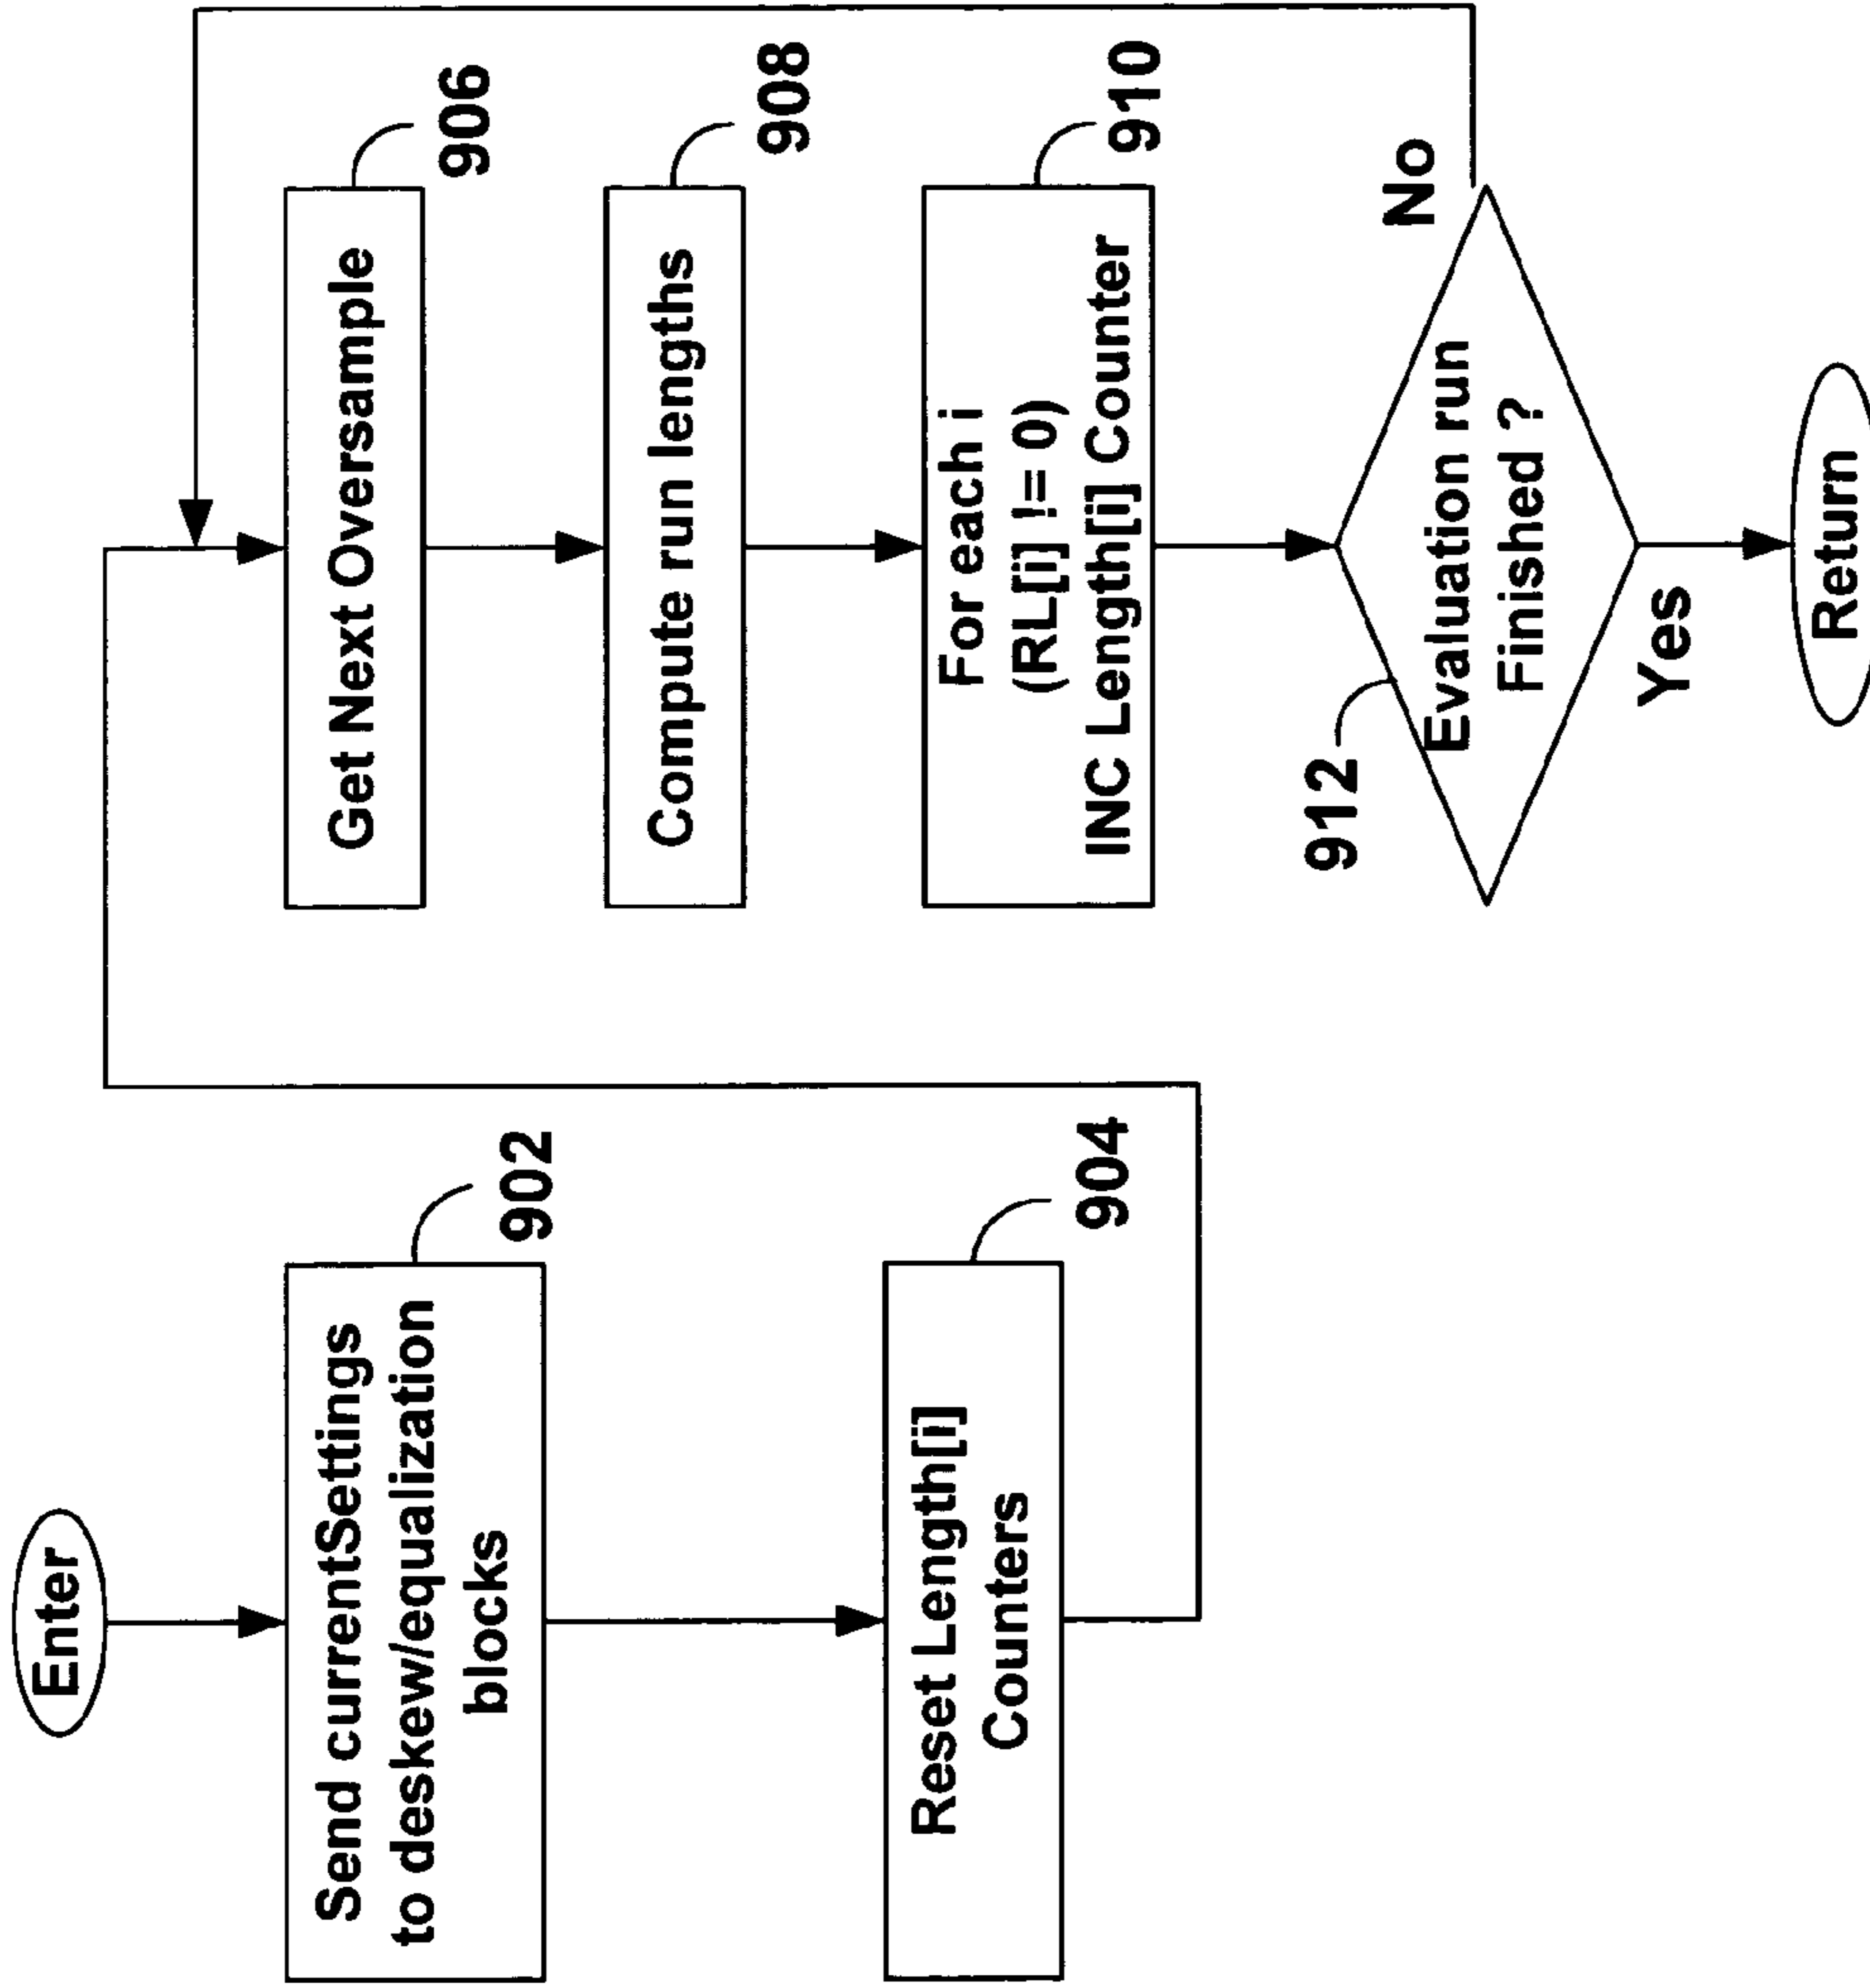 Enter
Send currentSettings
to deskew/equalization
blocks
902
Reset Length[i]
Counters
904
Get Next Oversample
906
Compute run lengths
908
For each i
(RL[i] != 0)
INC Length[i] Counter
910
912
Evaluation run
Finished ?
No
Yes
Return